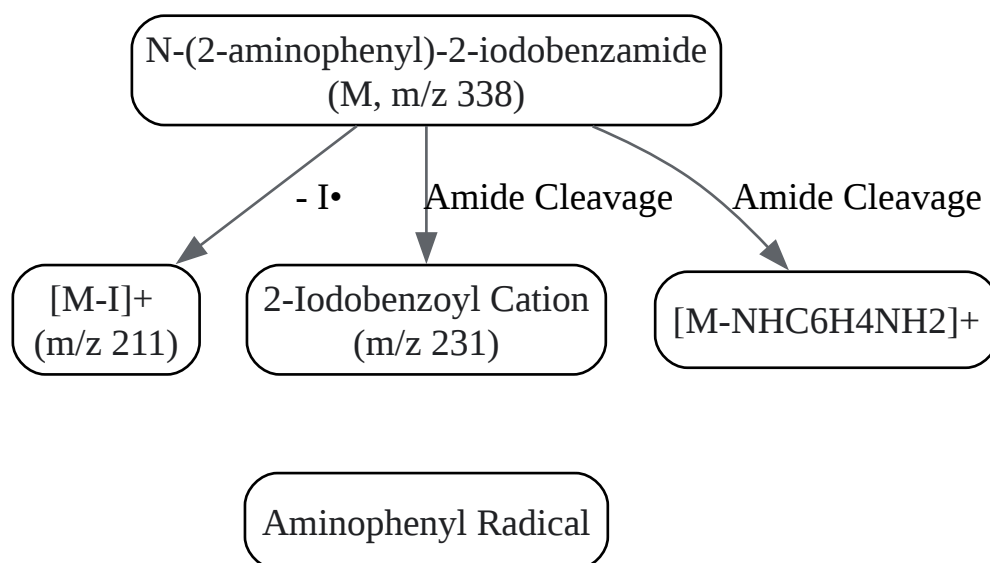 N-(2-aminophenyl)-2-iodobenzamide
(M, m/z 338)
- I•
Amide Cleavage
Amide Cleavage
[M-I]+
(m/z 211)
2-Iodobenzoyl Cation
(m/z 231)
[M-NHC6H4NH2]+
Aminophenyl Radical